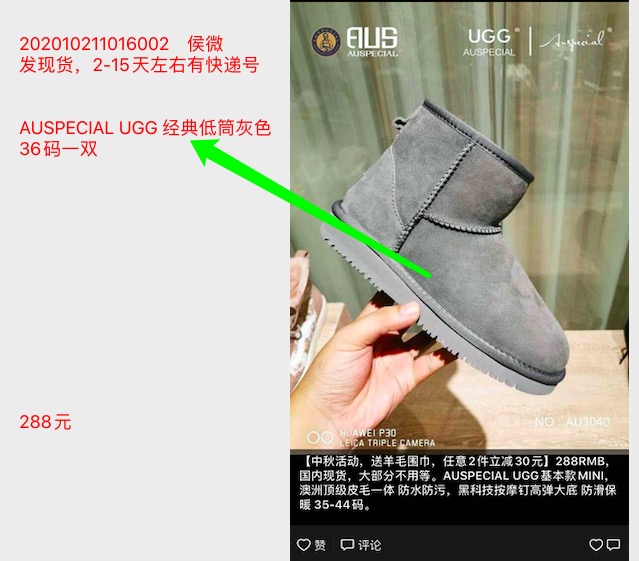 202010211016002 侯微
发现货，2-15天左右有快递号
AUSPECIAL UGG 经典低筒灰色
36码一双
288元
AUS
AUSPECIAL
UGG
AUSPECIAL
Auspecial
NO：AU3040
HUAWEI P30
LEICA TRIPLE CAMERA
【中秋活动，送羊毛围巾，任意2件立减30元】288RMB，
国内现货，大部分不用等。AUSPECIAL UGG基本款MINI，
澳洲顶级皮毛一体 防水防污，黑科技按摩钉高弹大底 防滑保
暖 35-44码。
赞 评论